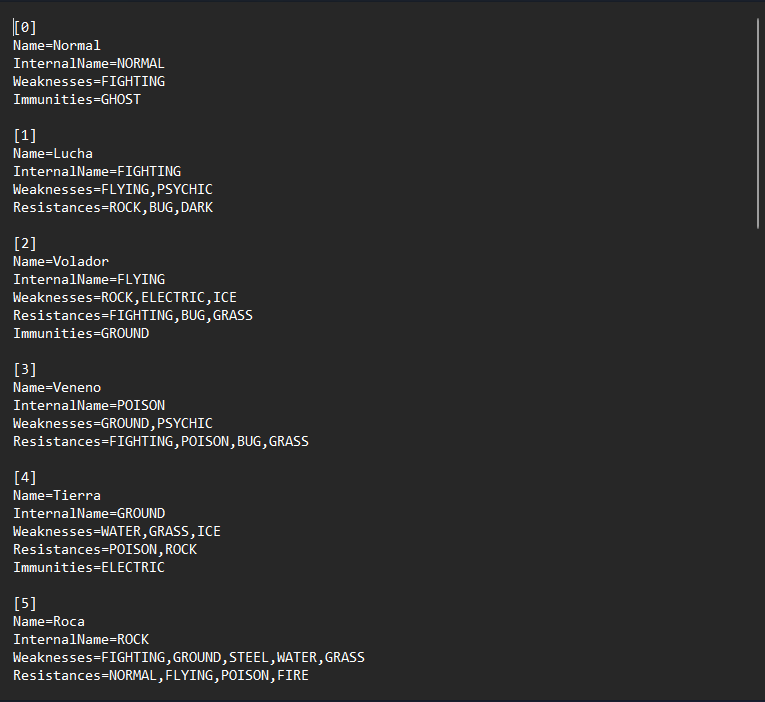 [0]
Name=Normal
InternalName=NORMAL
Weaknesses=FIGHTING
Immunities=GHOST
[1]
Name=Lucha
InternalName=FIGHTING
Weaknesses=FLYING,PSYCHIC
Resistances=ROCK,BUG,DARK
[2]
Name=Volador
InternalName=FLYING
Weaknesses=ROCK,ELECTRIC,ICE
Resistances=FIGHTING,BUG,GRASS
Immunities=GROUND
[3]
Name=Veneno
InternalName=POISON
Weaknesses=GROUND,PSYCHIC
Resistances=FIGHTING,POISON,BUG,GRASS
[4]
Name=Tierra
InternalName=GROUND
Weaknesses=WATER,GRASS,ICE
Resistances=POISON,ROCK
Immunities=ELECTRIC
[5]
Name=Roca
InternalName=ROCK
Weaknesses=FIGHTING,GROUND,STEEL,WATER,GRASS
Resistances=NORMAL,FLYING,POISON,FIRE